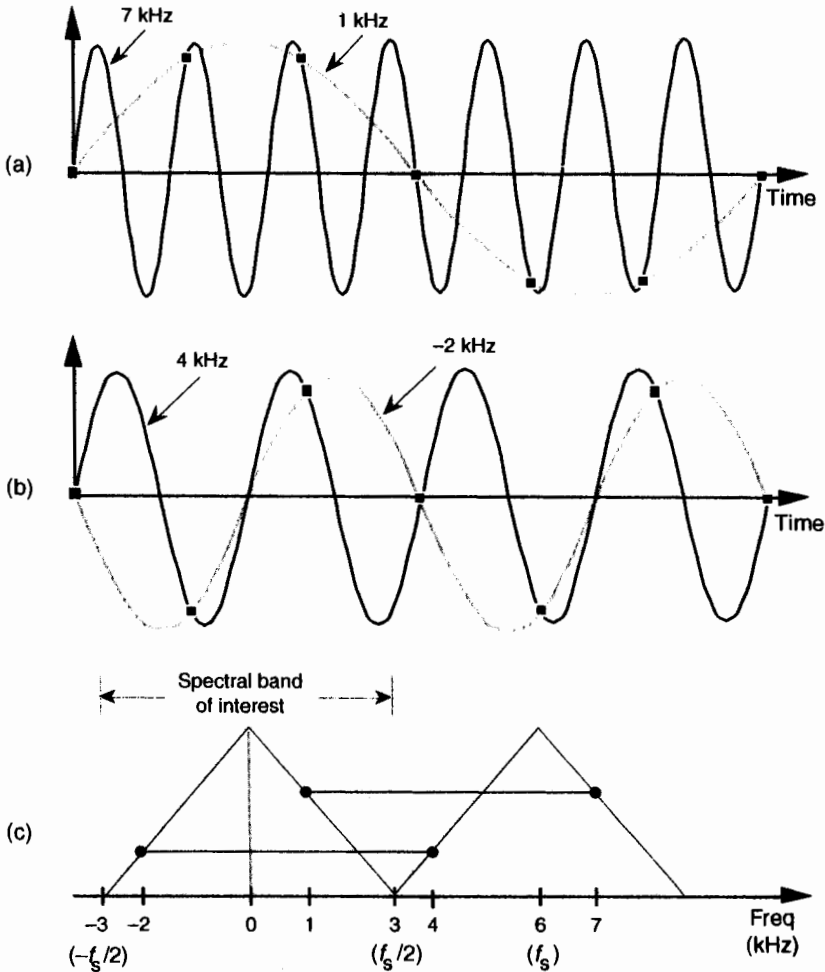 7 kHz
1 kHz
(a)
Time
4 kHz
–2 kHz
(b)
Time
Spectral band
of interest
(c)
–3 –2 0 1 3 4 6 7 Freq
(–fs/2) (fs/2) (fs) (kHz)